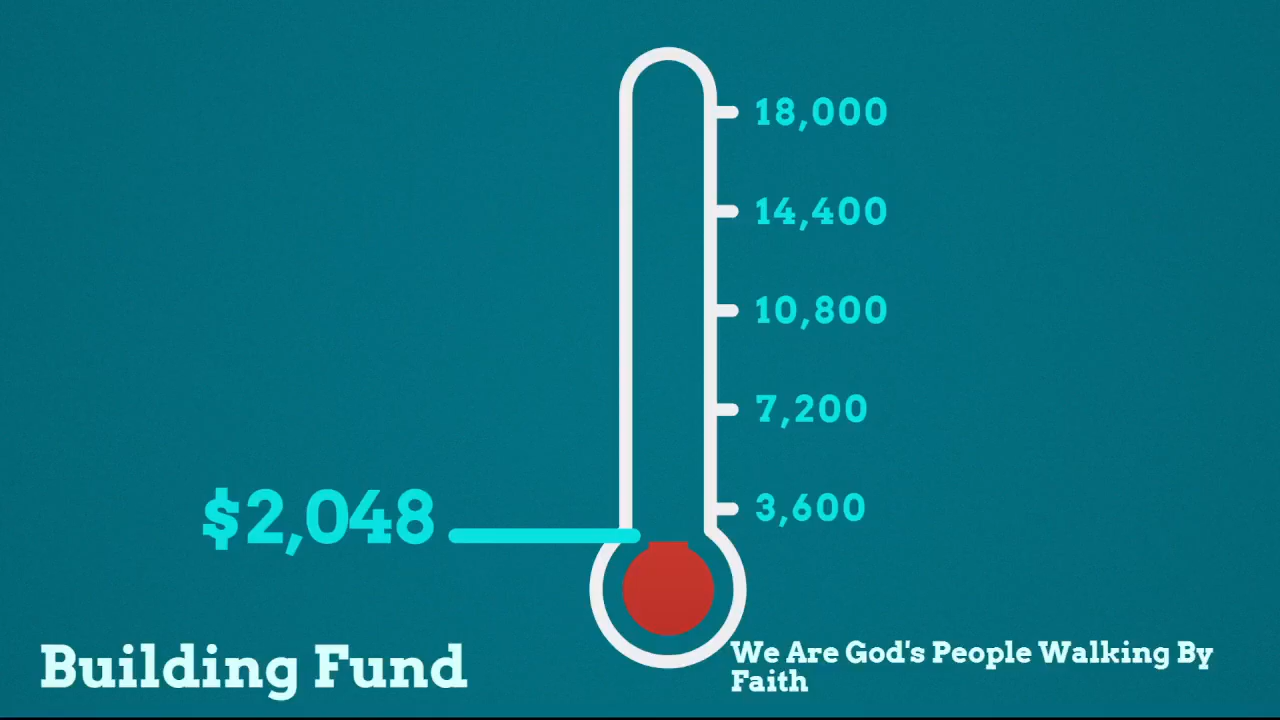 18,000
14,400
10,800
7,200
3,600
$2,048
Building Fund
We Are God's People Walking By
Faith